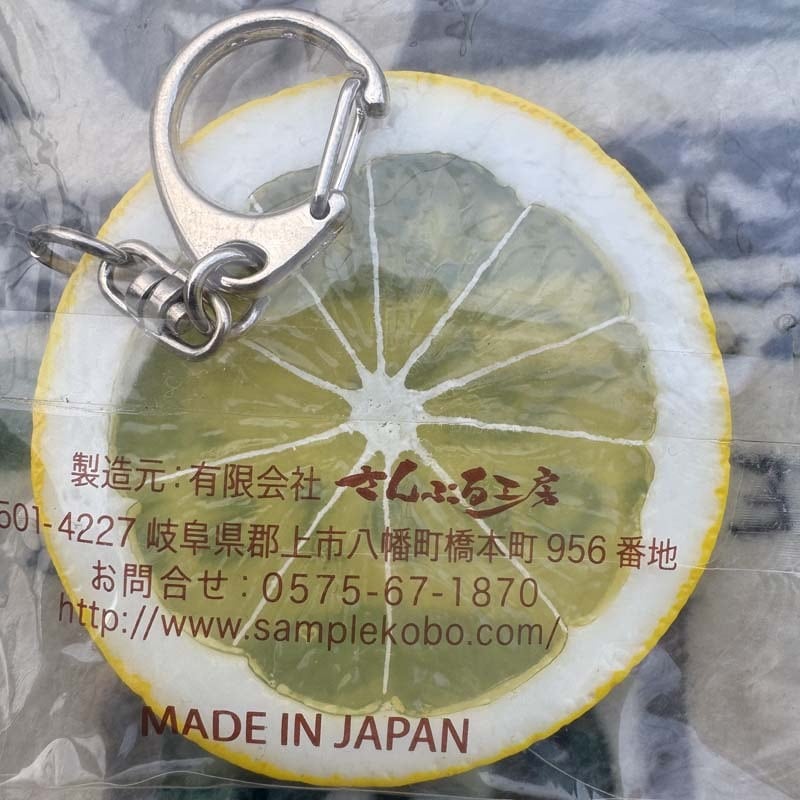 製造元：有限会社 さんぷる工房
501-4227 岐阜県郡上市八幡町橋本町 956 番地
お問合せ：0575-67-1870
http://www.samplekobo.com/
MADE IN JAPAN